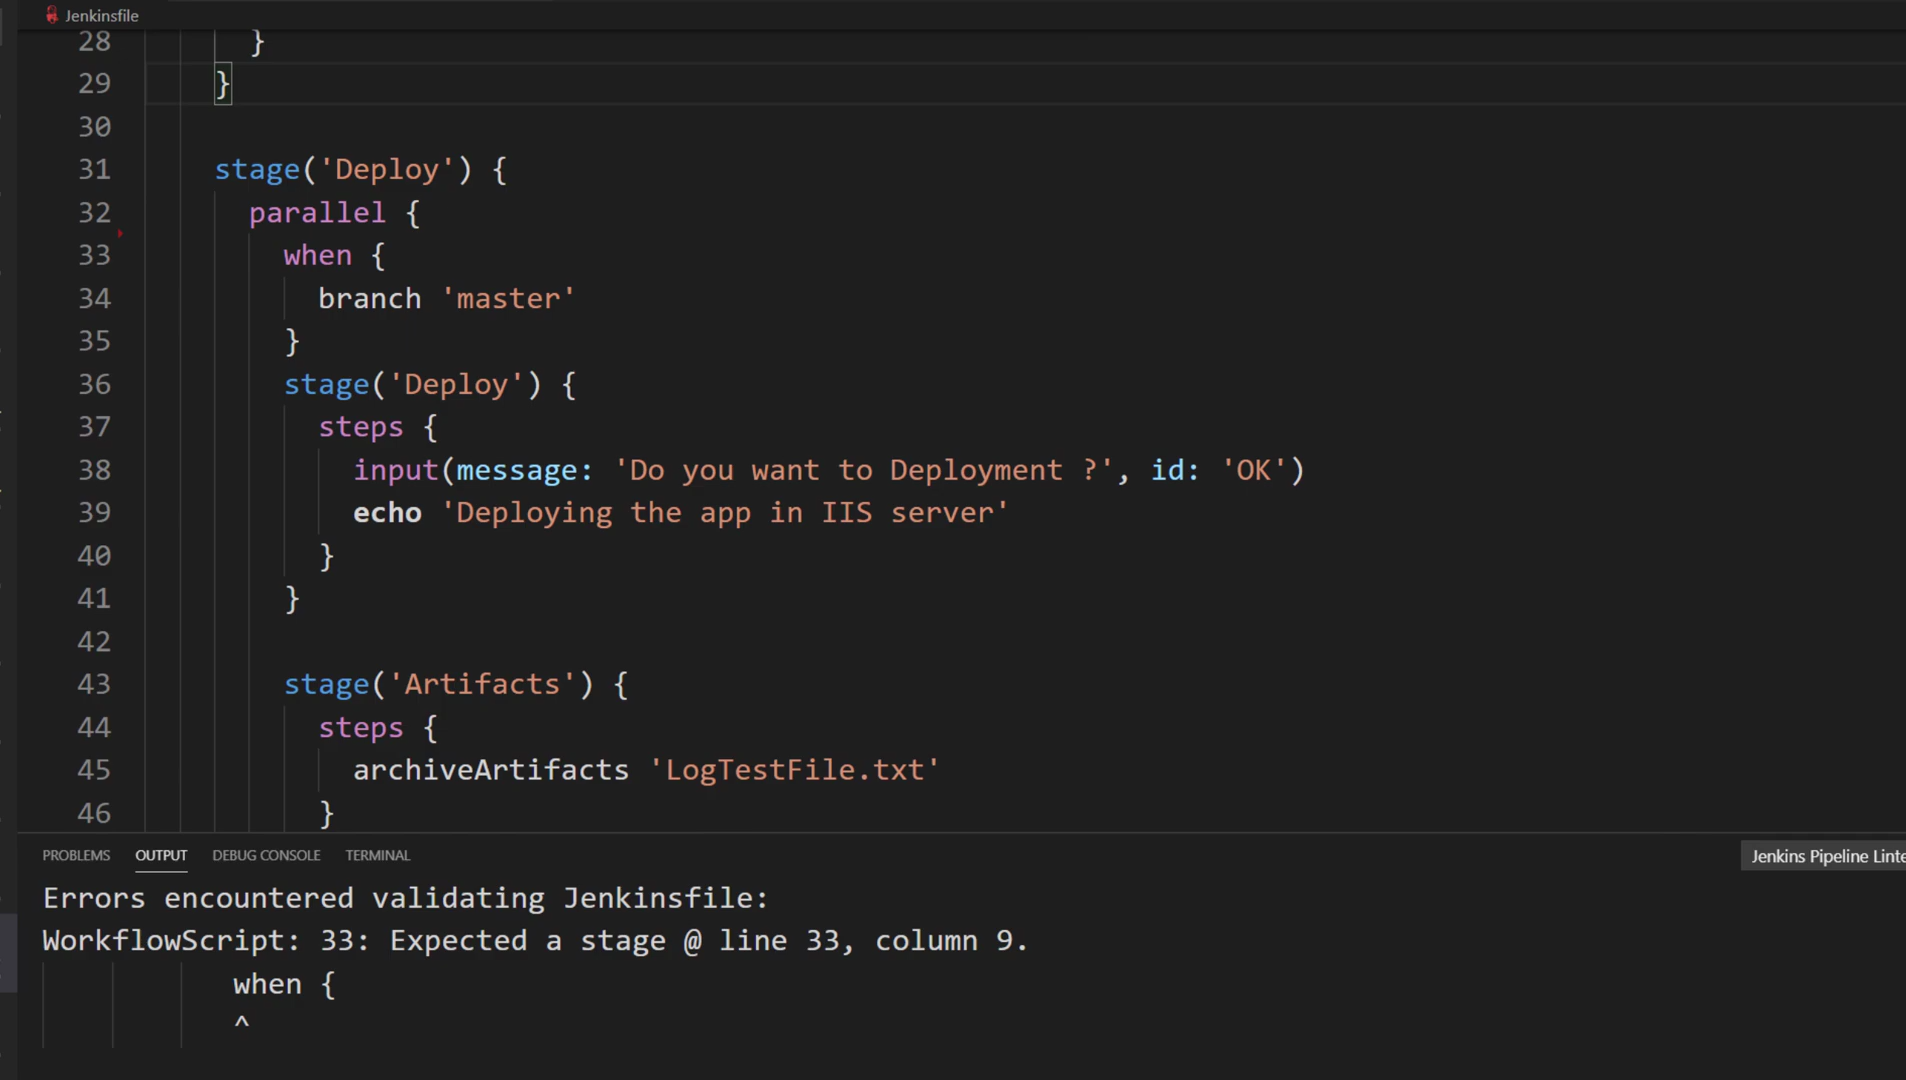 Jenkinsfile
28 }
29 }
30
31 stage('Deploy') {
32 parallel {
33 when {
34 branch 'master'
35 }
36 stage('Deploy') {
37 steps {
38 input(message: 'Do you want to Deployment ?', id: 'OK')
39 echo 'Deploying the app in IIS server'
40 }
41 }
42
43 stage('Artifacts') {
44 steps {
45 archiveArtifacts 'LogTestFile.txt'
46 }
PROBLEMS OUTPUT DEBUG CONSOLE TERMINAL Jenkins Pipeline Linte
Errors encountered validating Jenkinsfile:
WorkflowScript: 33: Expected a stage @ line 33, column 9.
when {
^